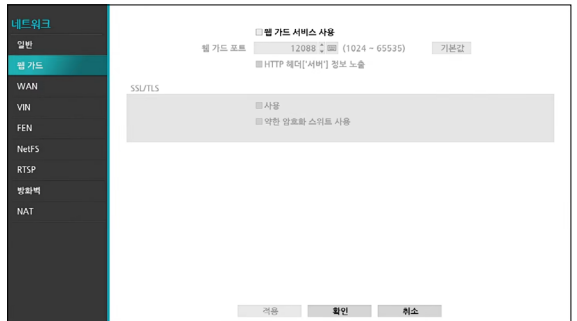 네트워크
일반
웹 가드
WAN
VIN
FEN
NetFS
RTSP
방화벽
NAT
웹 가드 서비스 사용
웹 가드 포트 12088 (1024 ~ 65535) 기본값
HTTP 헤더['서버'] 정보 노출
SSL/TLS
사용
약한 암호화 스위트 사용
적용 확인 취소